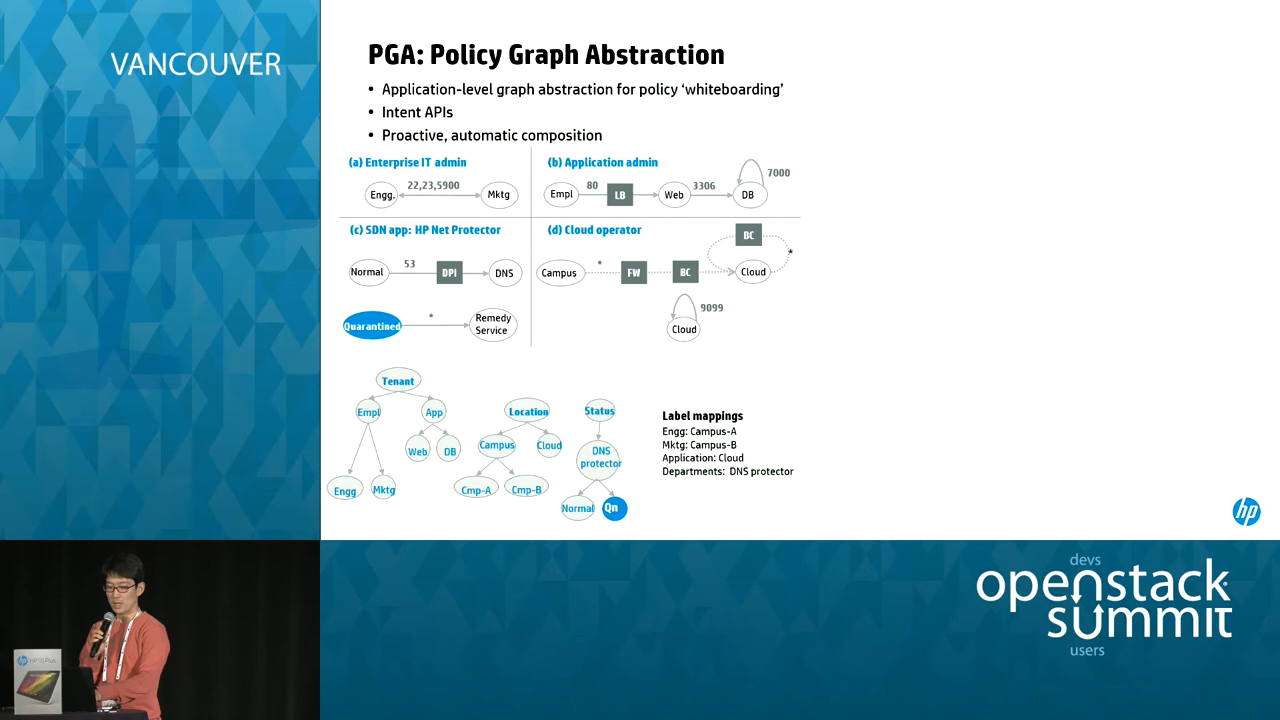 VANCOUVER
PGA: Policy Graph Abstraction
• Application-level graph abstraction for policy ‘whiteboarding’
• Intent APIs
• Proactive, automatic composition
(a) Enterprise IT admin
Engg.
22,23,5900
Mktg
(b) Application admin
Empl
80
LB
Web
3306
DB
7000
(c) SDN app: HP Net Protector
Normal
53
DPI
DNS
Quarantined
*
Remedy
Service
(d) Cloud operator
Campus
*
FW
BC
BC
Cloud
*
Cloud
9099
Tenant
Empl
App
Web
DB
Engg
Mktg
Location
Campus
Cloud
Cmp-A
Cmp-B
Status
DNS
protector
Normal
Qn
Label mappings
Engg: Campus-A
Mktg: Campus-B
Application: Cloud
Departments: DNS protector
hp
devs
openstack
summit
users
hp